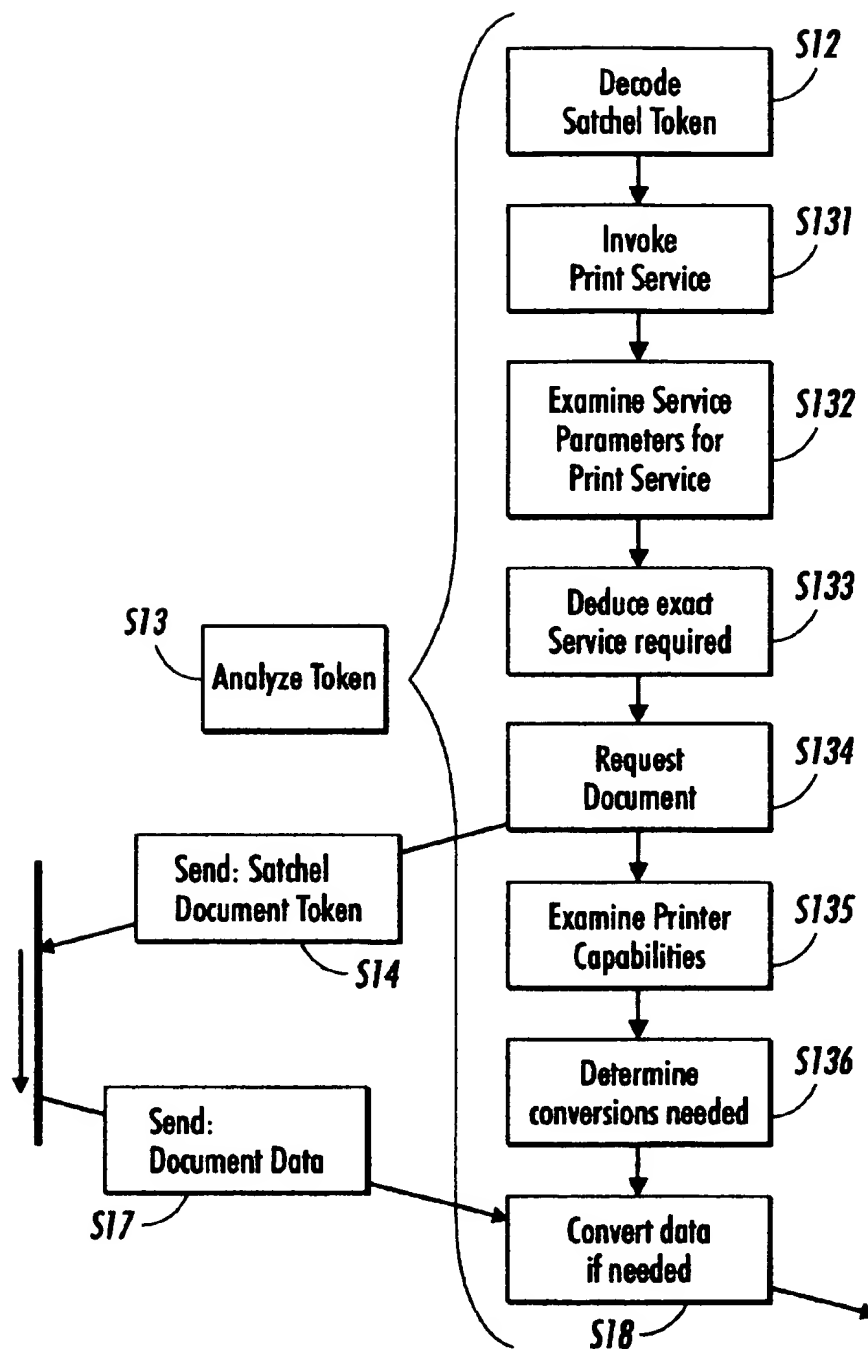 S12
Decode
Satchel Token
S131
Invoke
Print Service
S132
Examine Service
Parameters for
Print Service
S133
Deduce exact
Service required
S13
Analyze Token
S134
Request
Document
Send: Satchel
Document Token
S14
S135
Examine Printer
Capabilities
S136
Determine
conversions needed
Send:
Document Data
S17
Convert data
if needed
S18